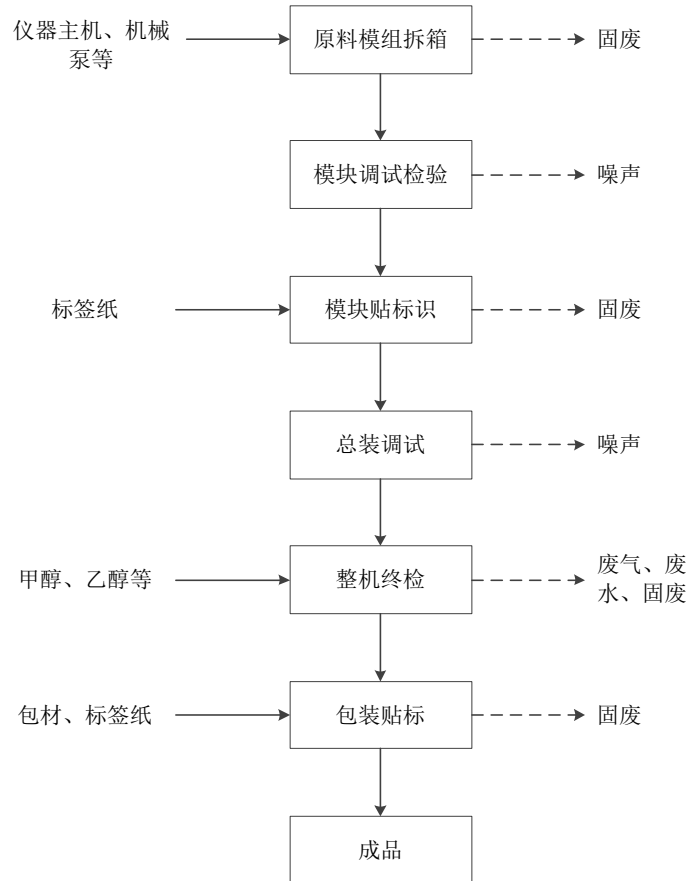 仪器主机、机械
泵等
原料模组拆箱
固废
模块调试检验
噪声
标签纸
模块贴标识
固废
总装调试
噪声
甲醇、乙醇等
整机终检
废气、废
水、固废
包材、标签纸
包装贴标
固废
成品